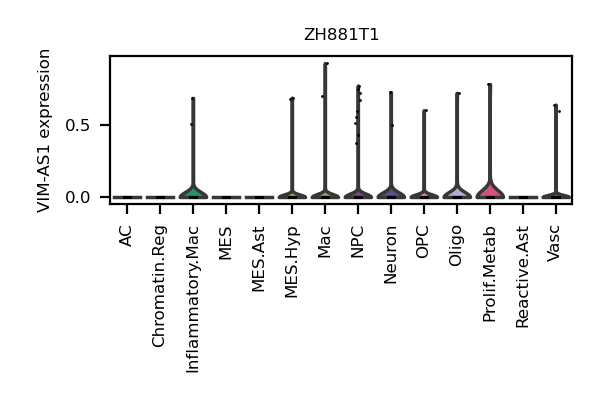 ZH881T1
VIM-AS1 expression
0.5
0.0
AC
Chromatin.Reg
Inflammatory.Mac
MES
MES.Ast
MES.Hyp
Mac
NPC
Neuron
OPC
Oligo
Prolif.Metab
Reactive.Ast
Vasc